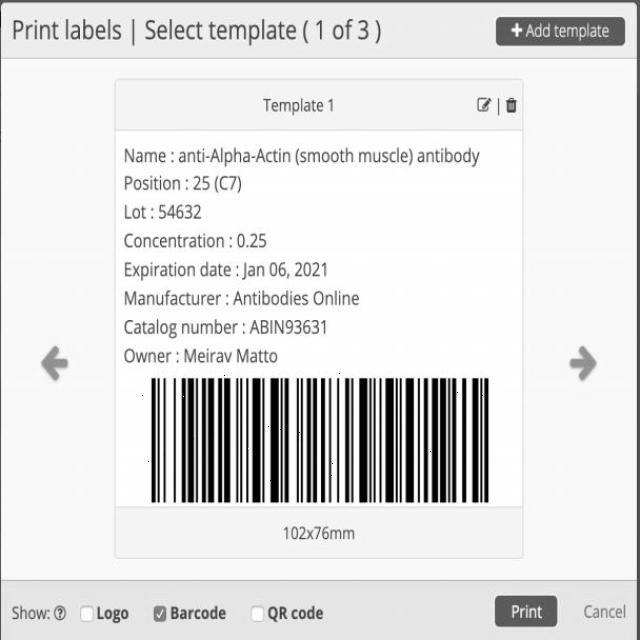 Print labels | Select template ( 1 of 3 )
+ Add template
Template 1
Name : anti-Alpha-Actin (smooth muscle) antibody
Position : 25 (C7)
Lot : 54632
Concentration : 0.25
Expiration date : Jan 06, 2021
Manufacturer : Antibodies Online
Catalog number : ABIN93631
Owner : Meirav Matto
102x76mm
Show: ? Logo Barcode QR code Print Cancel